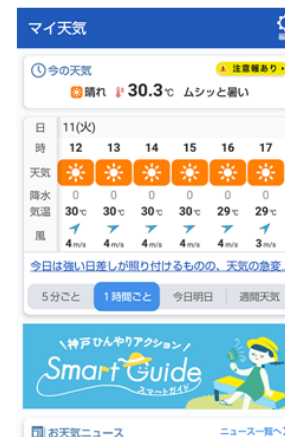 マイ天気
今の天気
注意報あり
晴れ 30.3℃ ムシッと暑い
日 11(火)
時 12 13 14 15 16 17
天気
降水 0 0 0 0 0 0
気温 30℃ 30℃ 30℃ 30℃ 29℃ 29℃
風 4m/s 4m/s 4m/s 4m/s 4m/s 3m/s
今日は強い日差しが照り付けるものの、天気の急変…
5分ごと 1時間ごと 今日明日 週間天気
\神戸ひんやりアクション/
Smart Guide
スマートガイド
お天気ニュース ニュース一覧へ